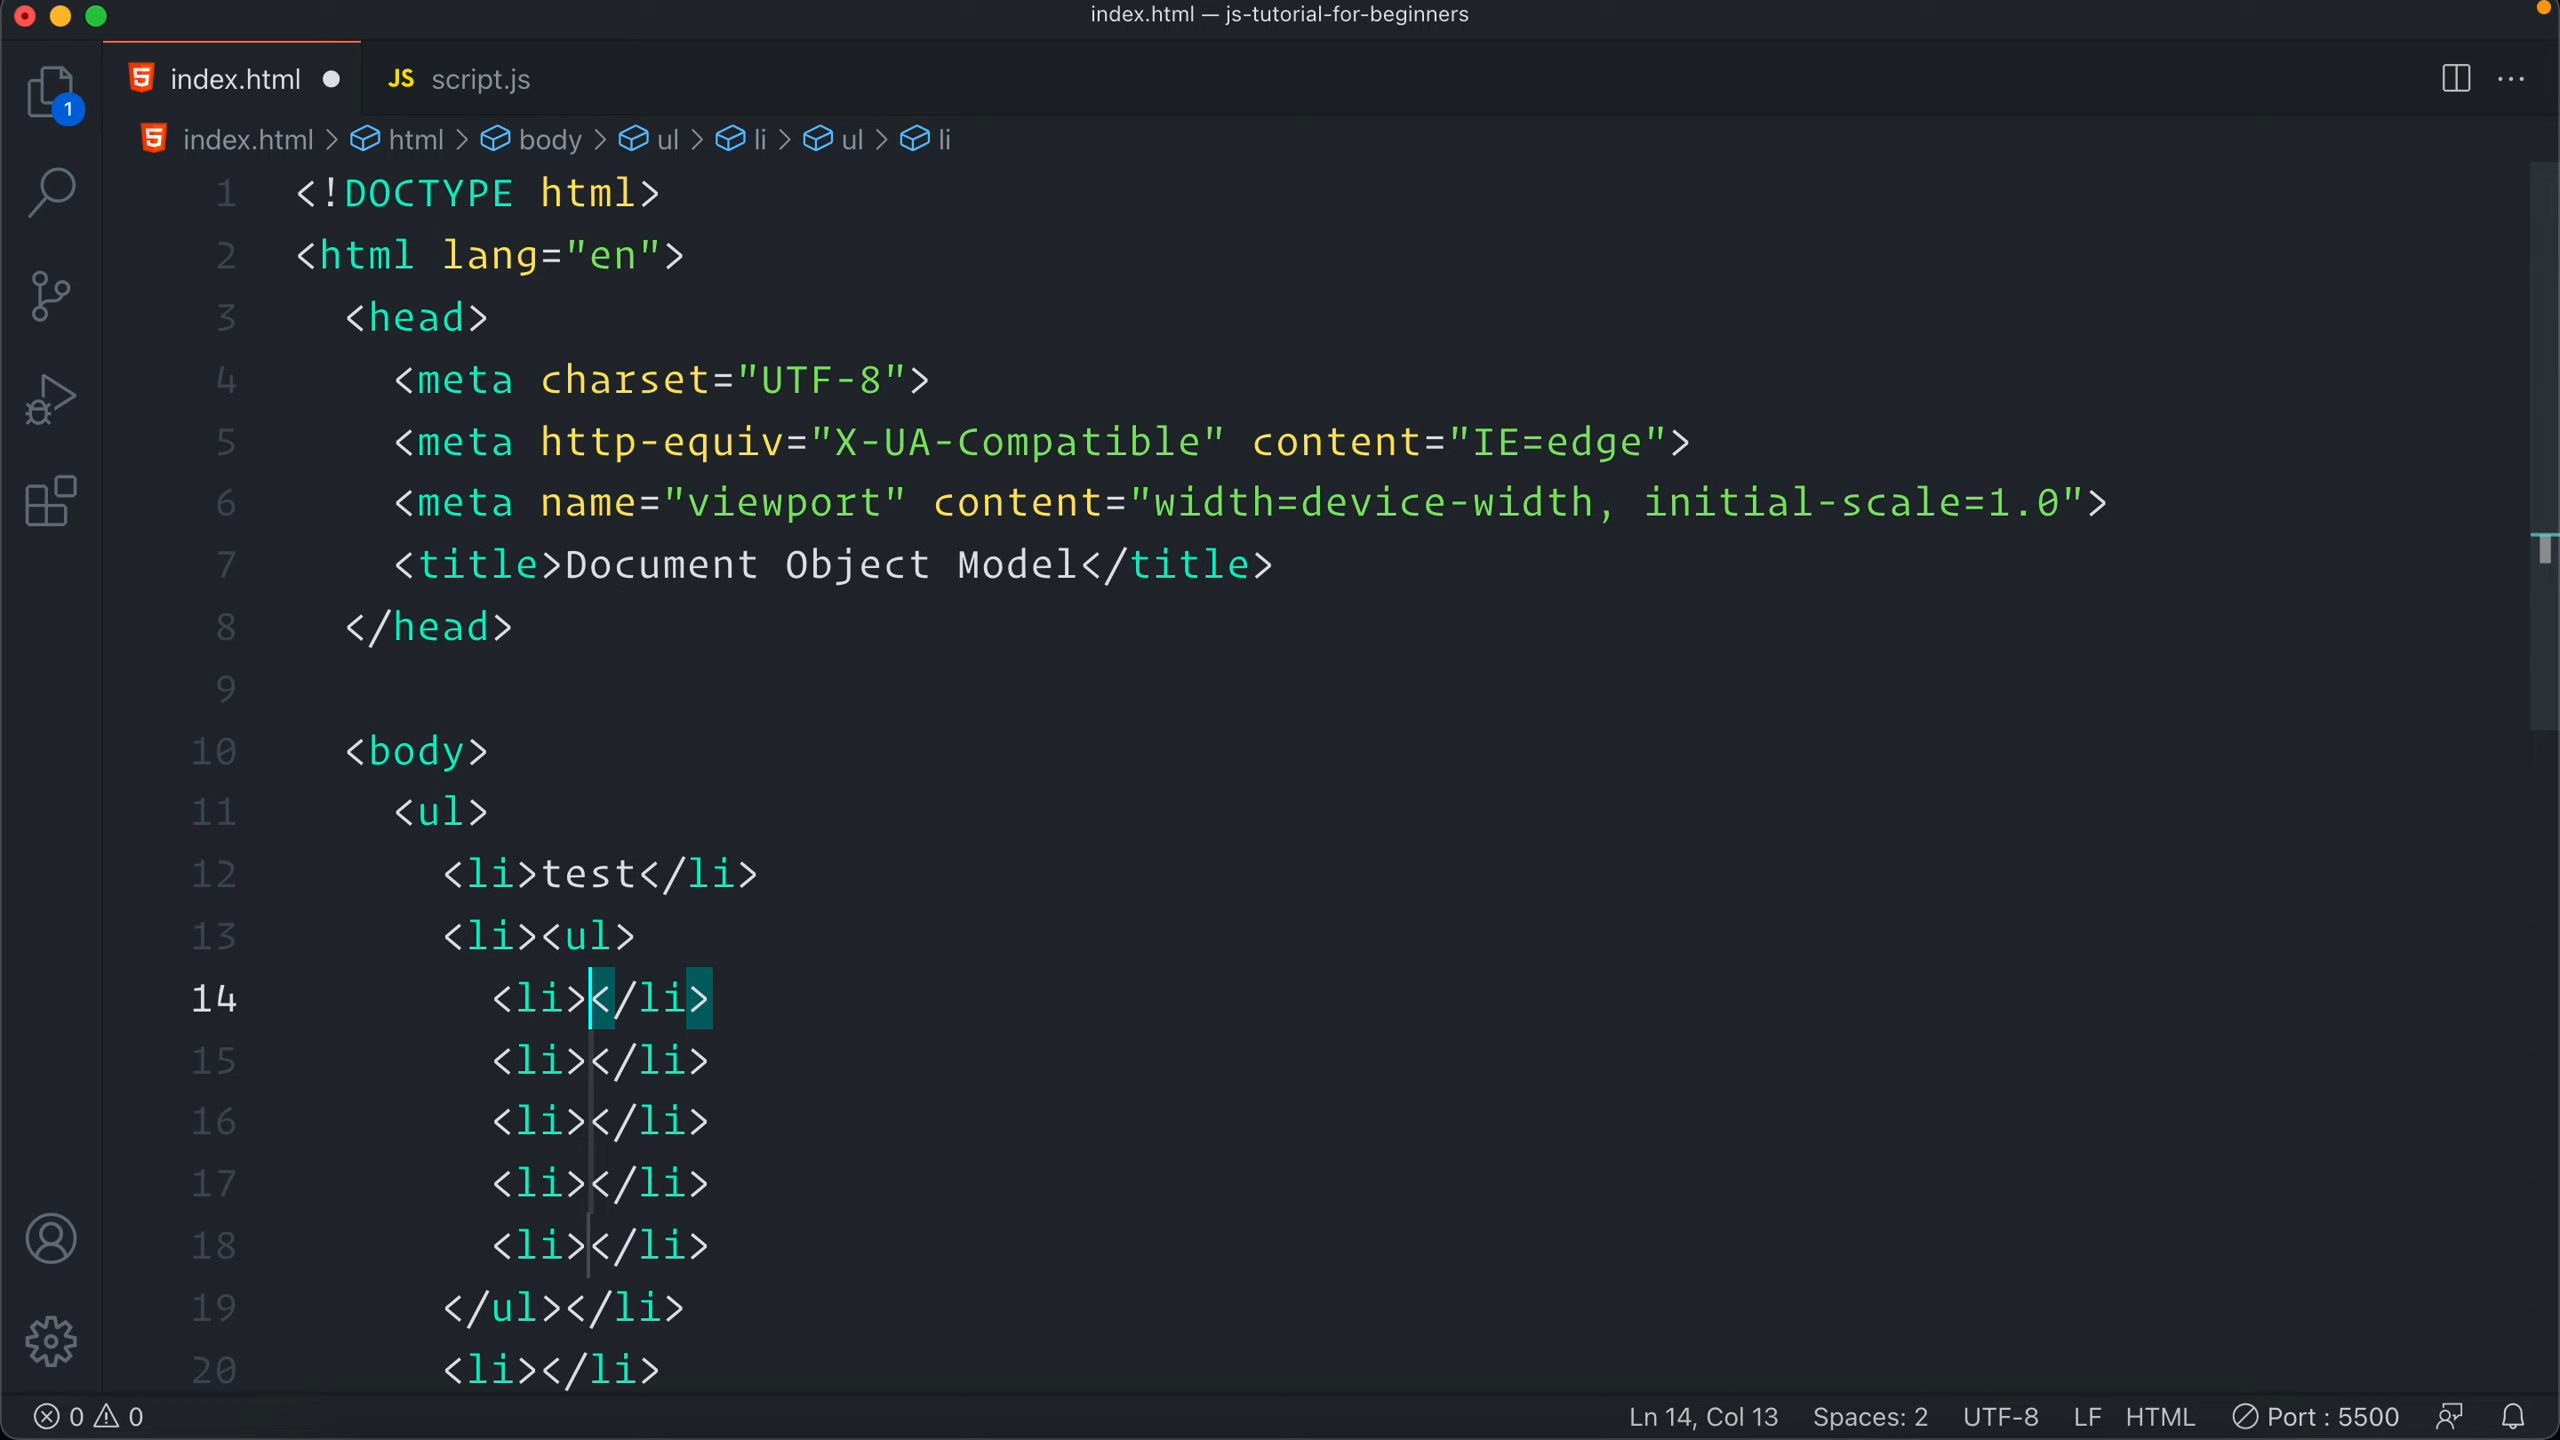 index.html — js-tutorial-for-beginners
index.html
JS script.js
1
index.html > html > body > ul > li > ul > li
1 <!DOCTYPE html>
2 <html lang="en">
3 <head>
4 <meta charset="UTF-8">
5 <meta http-equiv="X-UA-Compatible" content="IE=edge">
6 <meta name="viewport" content="width=device-width, initial-scale=1.0">
7 <title>Document Object Model</title>
8 </head>
9
10 <body>
11 <ul>
12 <li>test</li>
13 <li><ul>
14 <li></li>
15 <li></li>
16 <li></li>
17 <li></li>
18 <li></li>
19 </ul></li>
20 <li></li>
0 0 Ln 14, Col 13 Spaces: 2 UTF-8 LF HTML Port : 5500